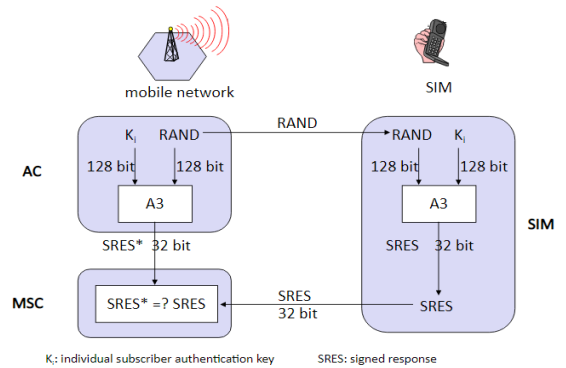 mobile network
SIM
RAND
Ki RAND
RAND Ki
128 bit 128 bit
128 bit 128 bit
AC
A3
A3
SRES* 32 bit
SRES 32 bit
SIM
MSC
SRES* =? SRES
SRES
32 bit
SRES
Ki: individual subscriber authentication key SRES: signed response